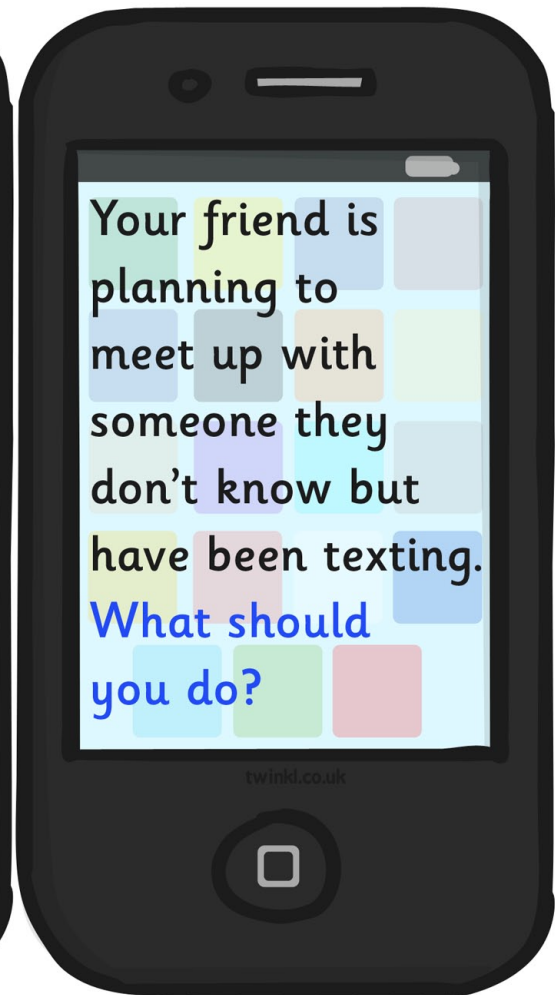 Your friend is
planning to
meet up with
someone they
don't know but
have been texting.
What should
you do?
twinkl.co.uk